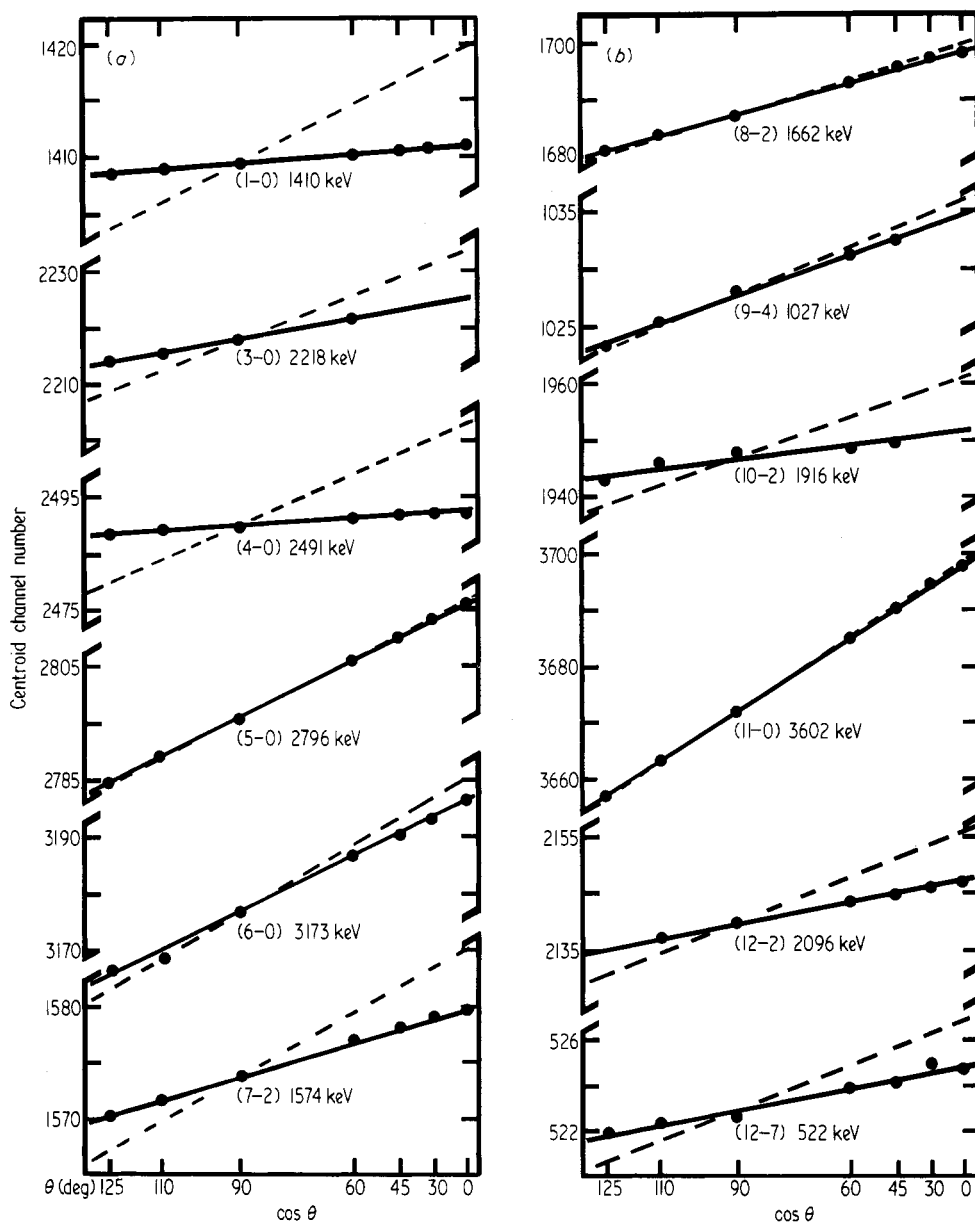 (a)
1420
1410
(1–0) 1410 keV
2230
2210
(3–0) 2218 keV
2495
2475
(4–0) 2491 keV
2805
2785
(5–0) 2796 keV
3190
3170
(6–0) 3173 keV
1580
1570
(7–2) 1574 keV
Centroid channel number
θ (deg) 125 110 90 60 45 30 0
cos θ
(b)
1700
1680
(8–2) 1662 keV
1035
1025
(9–4) 1027 keV
1960
1940
(10–2) 1916 keV
3700
3680
3660
(11–0) 3602 keV
2155
2135
(12–2) 2096 keV
526
522
(12–7) 522 keV
125 110 90 60 45 30 0
cos θ